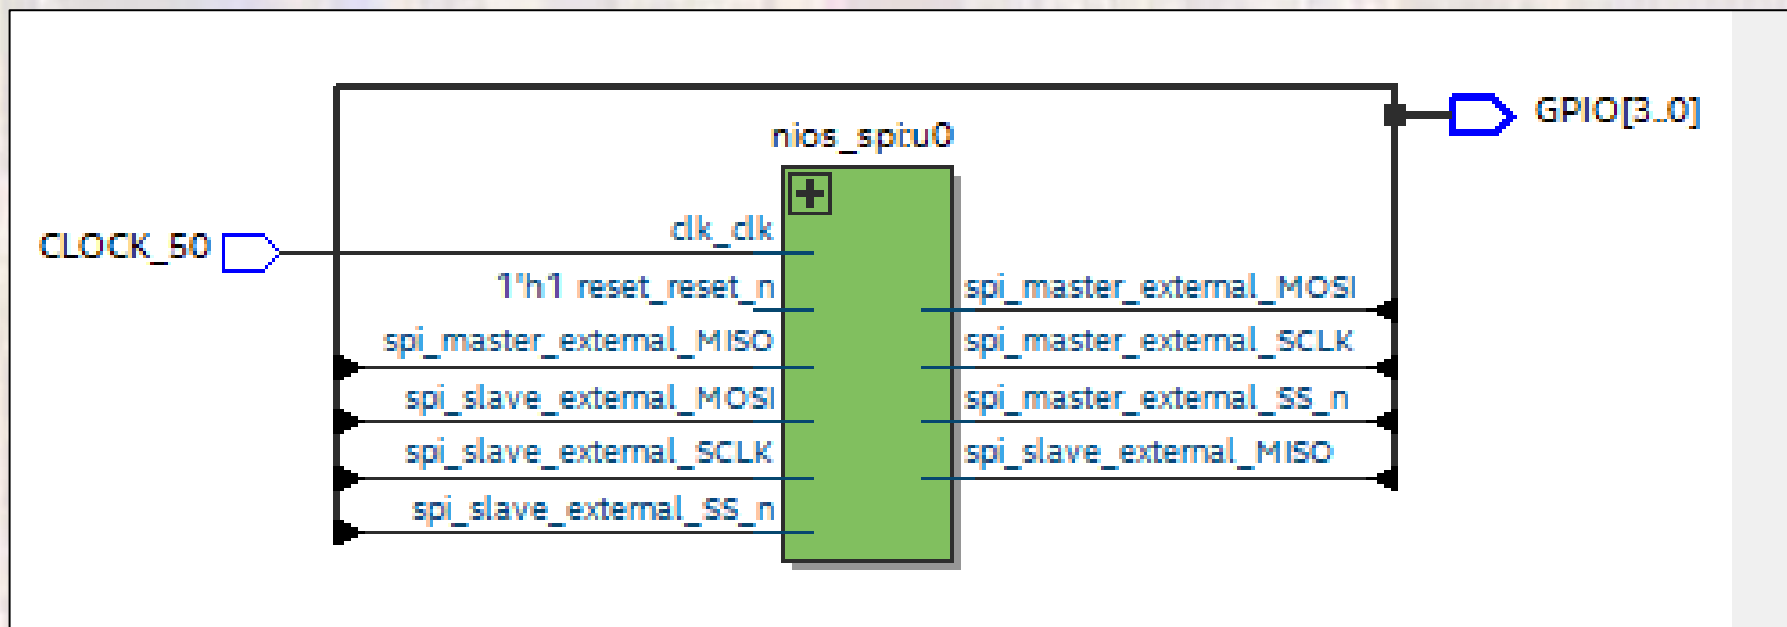 GPIO[3..0]
nios_spi:u0
CLOCK_50
clk_clk
1'h1 reset_reset_n
spi_master_external_MISO
spi_slave_external_MOSI
spi_slave_external_SCLK
spi_slave_external_SS_n
spi_master_external_MOSI
spi_master_external_SCLK
spi_master_external_SS_n
spi_slave_external_MISO